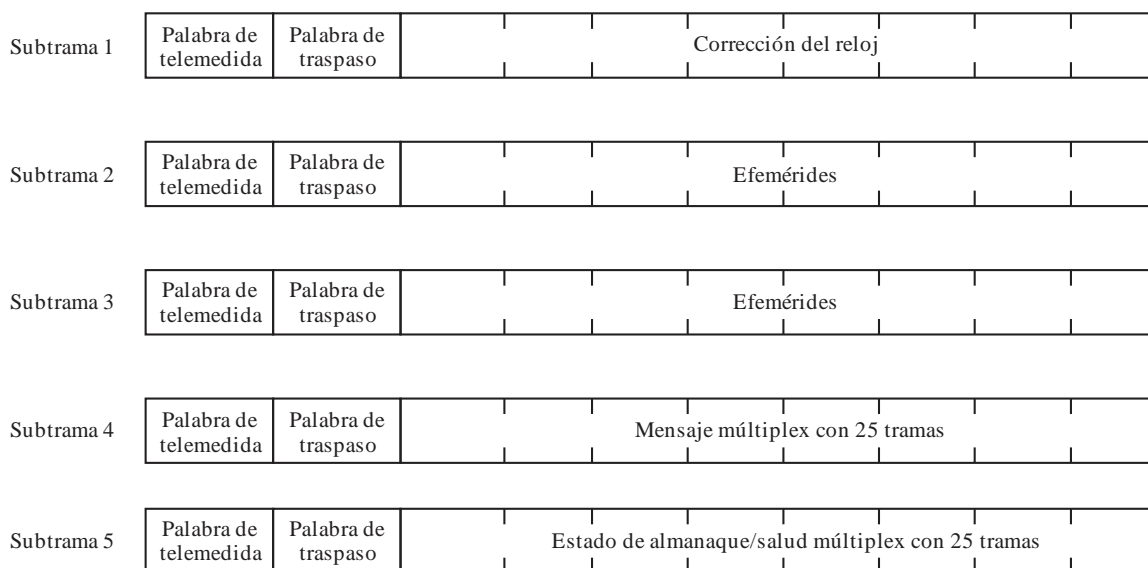 Subtrama 1
Palabra de
telemedida
Palabra de
traspaso
Corrección del reloj
Subtrama 2
Palabra de
telemedida
Palabra de
traspaso
Efemérides
Subtrama 3
Palabra de
telemedida
Palabra de
traspaso
Efemérides
Subtrama 4
Palabra de
telemedida
Palabra de
traspaso
Mensaje múltiplex con 25 tramas
Subtrama 5
Palabra de
telemedida
Palabra de
traspaso
Estado de almanaque/salud múltiplex con 25 tramas